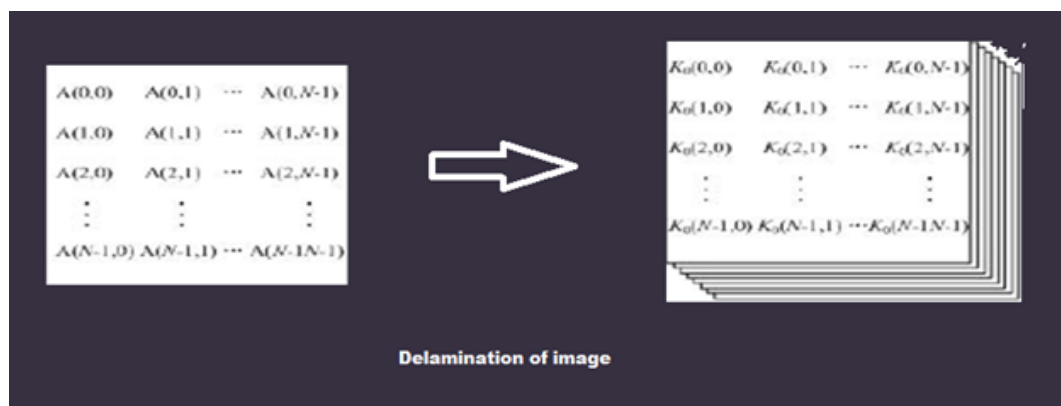 A(0,0) A(0,1) ... A(0,N-1)
A(1,0) A(1,1) ... A(1,N-1)
A(2,0) A(2,1) ... A(2,N-1)
⋮ ⋮ ⋮
A(N-1,0) A(N-1,1) ... A(N-1N-1)
K₀(0,0) K₀(0,1) ... K₀(0,N-1)
K₀(1,0) K₀(1,1) ... K₀(1,N-1)
K₀(2,0) K₀(2,1) ... K₀(2,N-1)
⋮ ⋮ ⋮
K₀(N-1,0) K₀(N-1,1) ...K₀(N-1N-1)
Delamination of image